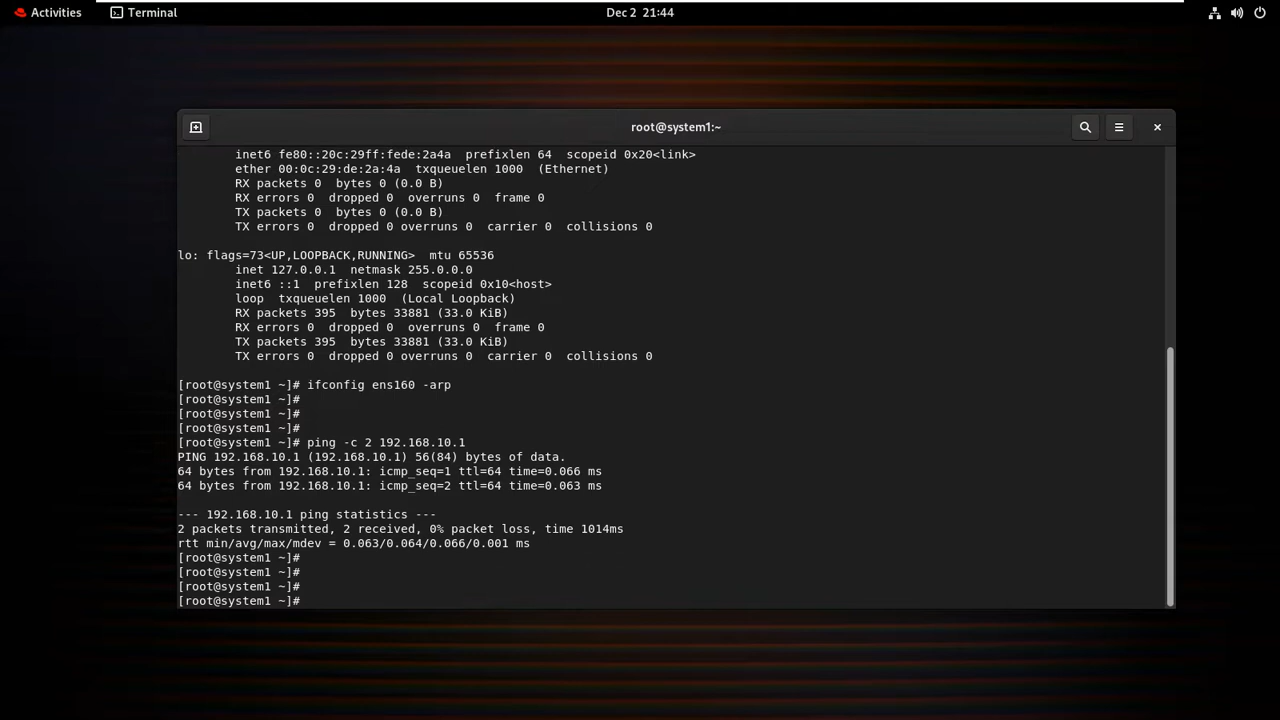 Activities
Terminal
Dec 2 21:44
root@system1:~
inet6 fe80::20c:29ff:fede:2a4a  prefixlen 64  scopeid 0x20<link>
ether 00:0c:29:de:2a:4a  txqueuelen 1000  (Ethernet)
RX packets 0  bytes 0 (0.0 B)
RX errors 0  dropped 0  overruns 0  frame 0
TX packets 0  bytes 0 (0.0 B)
TX errors 0  dropped 0 overruns 0  carrier 0  collisions 0
lo: flags=73<UP,LOOPBACK,RUNNING>  mtu 65536
inet 127.0.0.1  netmask 255.0.0.0
inet6 ::1  prefixlen 128  scopeid 0x10<host>
loop  txqueuelen 1000  (Local Loopback)
RX packets 395  bytes 33881 (33.0 KiB)
RX errors 0  dropped 0  overruns 0  frame 0
TX packets 395  bytes 33881 (33.0 KiB)
TX errors 0  dropped 0 overruns 0  carrier 0  collisions 0
[root@system1 ~]# ifconfig ens160 -arp
[root@system1 ~]#
[root@system1 ~]#
[root@system1 ~]#
[root@system1 ~]# ping -c 2 192.168.10.1
PING 192.168.10.1 (192.168.10.1) 56(84) bytes of data.
64 bytes from 192.168.10.1: icmp_seq=1 ttl=64 time=0.066 ms
64 bytes from 192.168.10.1: icmp_seq=2 ttl=64 time=0.063 ms
--- 192.168.10.1 ping statistics ---
2 packets transmitted, 2 received, 0% packet loss, time 1014ms
rtt min/avg/max/mdev = 0.063/0.064/0.066/0.001 ms
[root@system1 ~]#
[root@system1 ~]#
[root@system1 ~]#
[root@system1 ~]#